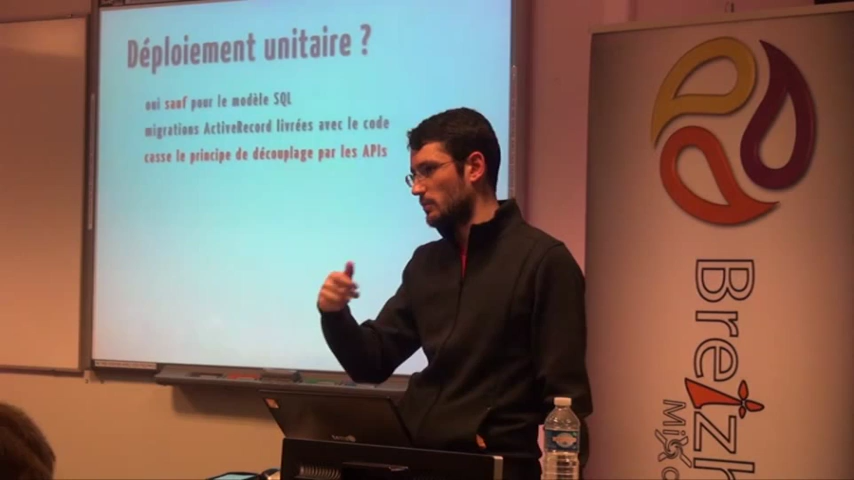 Déploiement unitaire ?
oui sauf pour le modèle SQL
migrations ActiveRecord livrées avec le code
casse le principe de découplage par les APIs
Breizh